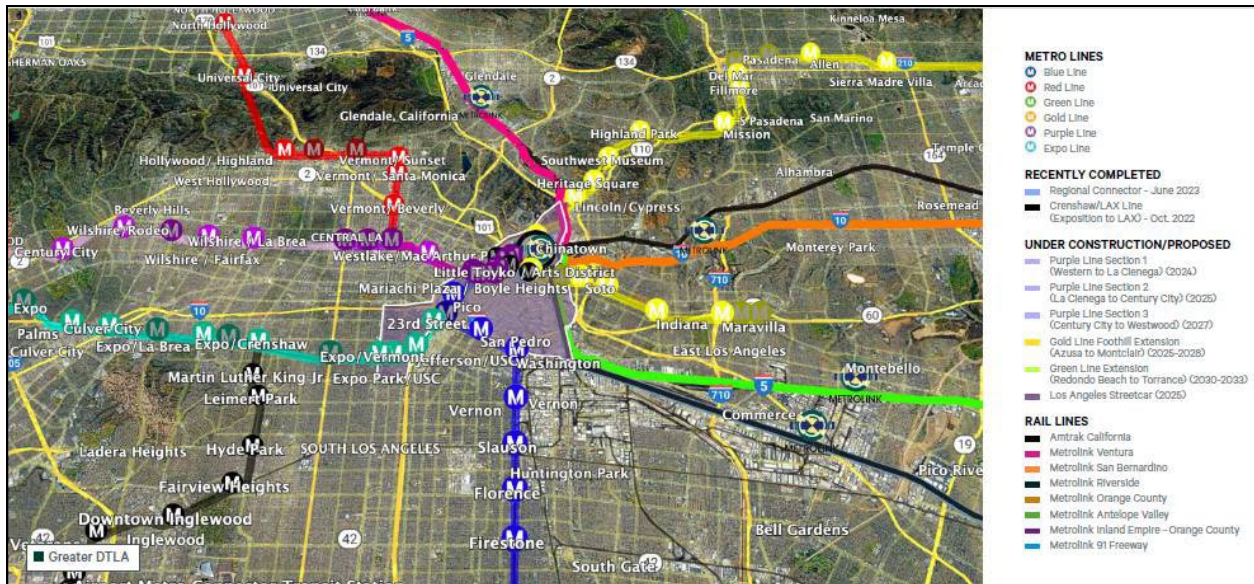 North Hollywood
101
5
134
SHERMAN OAKS
Universal City
Universal City
Glendale
METROLINK
Glendale, California
2
134
Kinneloa Mesa
Pasadena
Allen
210
Sierra Madre Villa
Del Mar
Fillmore
S Pasadena
San Marino
Mission
Highland Park
110
Hollywood/ Highland
Vermont/Sunset
2
Vermont/ Santa Monica
West Hollywood
Southwest Museum
Heritage Square
Alhambra
164
Rosemead
Vermont/Beverly
Lincoln/Cypress
Beverly Hills
Wilshire/Rodeo
Wilshire/La Brea
CENTRAL LA
101
Century City
Wilshire / Fairfax
Westlake/Mac Arthur P
Chinatown
METROLINK
10
10
Monterey Park
710
Little Toyko / Arts District
Mariachi Plaza / Boyle Heights
Soto
Expo
10
Pico
60
Palms
Culver City
23rd Street
Indiana
Maravilla
Culver City
Expo/La Brea
Expo/Crenshaw
San Pedro
East Los Angeles
Expo/Vermont
Jefferson/USC
Washington
Martin Luther King Jr
Expo Park/USC
Montebello
5
METROLINK
Leimert Park
710
Vernon
Vernon
Commerce
METROLINK
Ladera Heights
Hyde Park
SOUTH LOS ANGELES
Slauson
19
Huntington Park
Pico River
Fairview Heights
Florence
Downtown Inglewood
Inglewood
42
42
Firestone
Bell Gardens
South Gate
42
Greater DTLA
METRO LINES
Blue Line
Red Line
Green Line
Gold Line
Purple Line
Expo Line
RECENTLY COMPLETED
Regional Connector - June 2023
Crenshaw/LAX Line
(Exposition to LAX) - Oct. 2022
UNDER CONSTRUCTION/PROPOSED
Purple Line Section 1
(Western to La Cienega) (2024)
Purple Line Section 2
(La Cienega to Century City) (2025)
Purple Line Section 3
(Century City to Westwood) (2027)
Gold Line Foothill Extension
(Azusa to Montclair) (2025-2028)
Green Line Extension
(Redondo Beach to Torrance) (2030-2033)
Los Angeles Streetcar (2025)
RAIL LINES
Amtrak California
Metrolink Ventura
Metrolink San Bernardino
Metrolink Riverside
Metrolink Orange County
Metrolink Antelope Valley
Metrolink Inland Empire - Orange County
Metrolink 91 Freeway